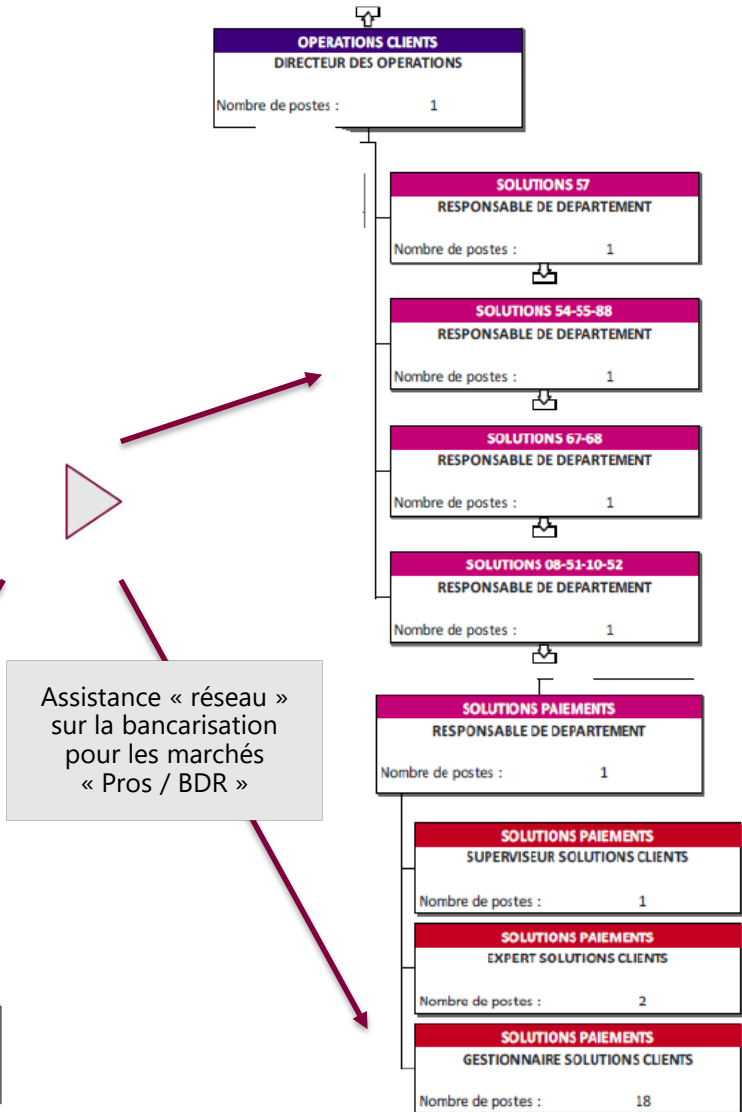 OPERATIONS CLIENTS
DIRECTEUR DES OPERATIONS
Nombre de postes : 1
SOLUTIONS 57
RESPONSABLE DE DEPARTEMENT
Nombre de postes : 1
SOLUTIONS 54-55-88
RESPONSABLE DE DEPARTEMENT
Nombre de postes : 1
SOLUTIONS 67-68
RESPONSABLE DE DEPARTEMENT
Nombre de postes : 1
SOLUTIONS 08-51-10-52
RESPONSABLE DE DEPARTEMENT
Nombre de postes : 1
Assistance « réseau »
sur la bancarisation
pour les marchés
« Pros / BDR »
SOLUTIONS PAIEMENTS
RESPONSABLE DE DEPARTEMENT
Nombre de postes : 1
SOLUTIONS PAIEMENTS
SUPERVISEUR SOLUTIONS CLIENTS
Nombre de postes : 1
SOLUTIONS PAIEMENTS
EXPERT SOLUTIONS CLIENTS
Nombre de postes : 2
SOLUTIONS PAIEMENTS
GESTIONNAIRE SOLUTIONS CLIENTS
Nombre de postes : 18